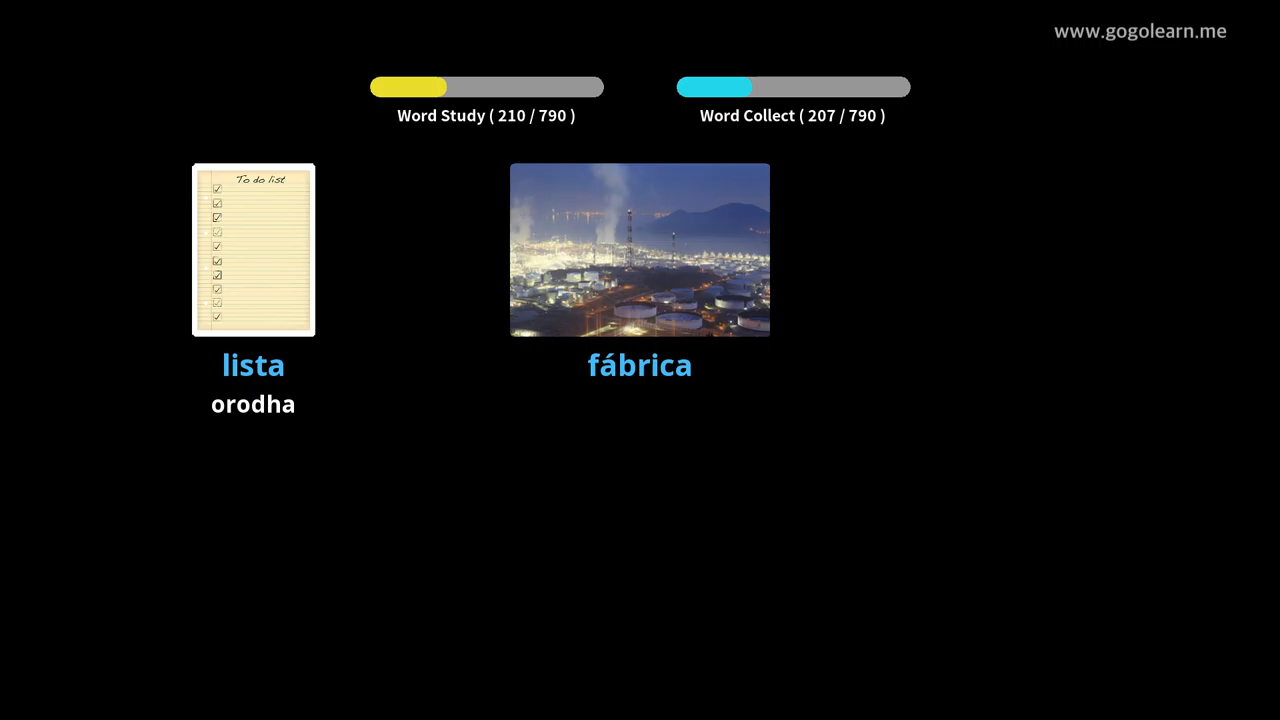 www.gogolearn.me
Word Study ( 210 / 790 )
Word Collect ( 207 / 790 )
To do list
lista
fábrica
orodha